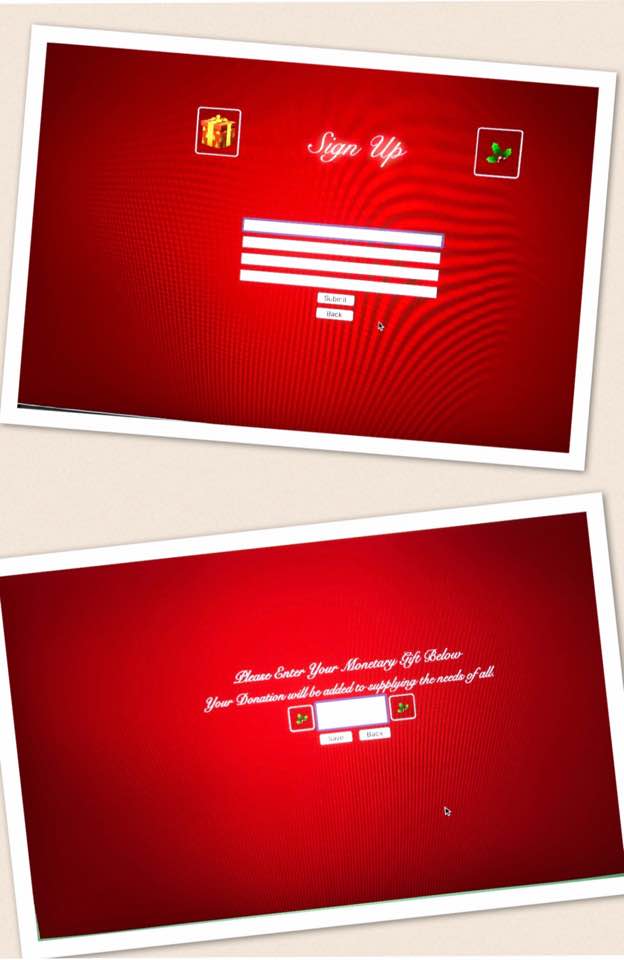 Sign Up
Submit
Back
Please Enter Your Monetary Gift Below
Your Donation will be added to supplying the needs of all.
Save
Back